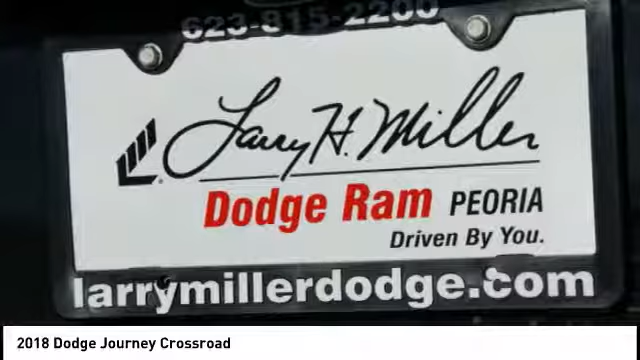 623-815-2200
Larry H. Miller
Dodge Ram PEORIA
Driven By You.
larrymillerdodge.com
2018 Dodge Journey Crossroad